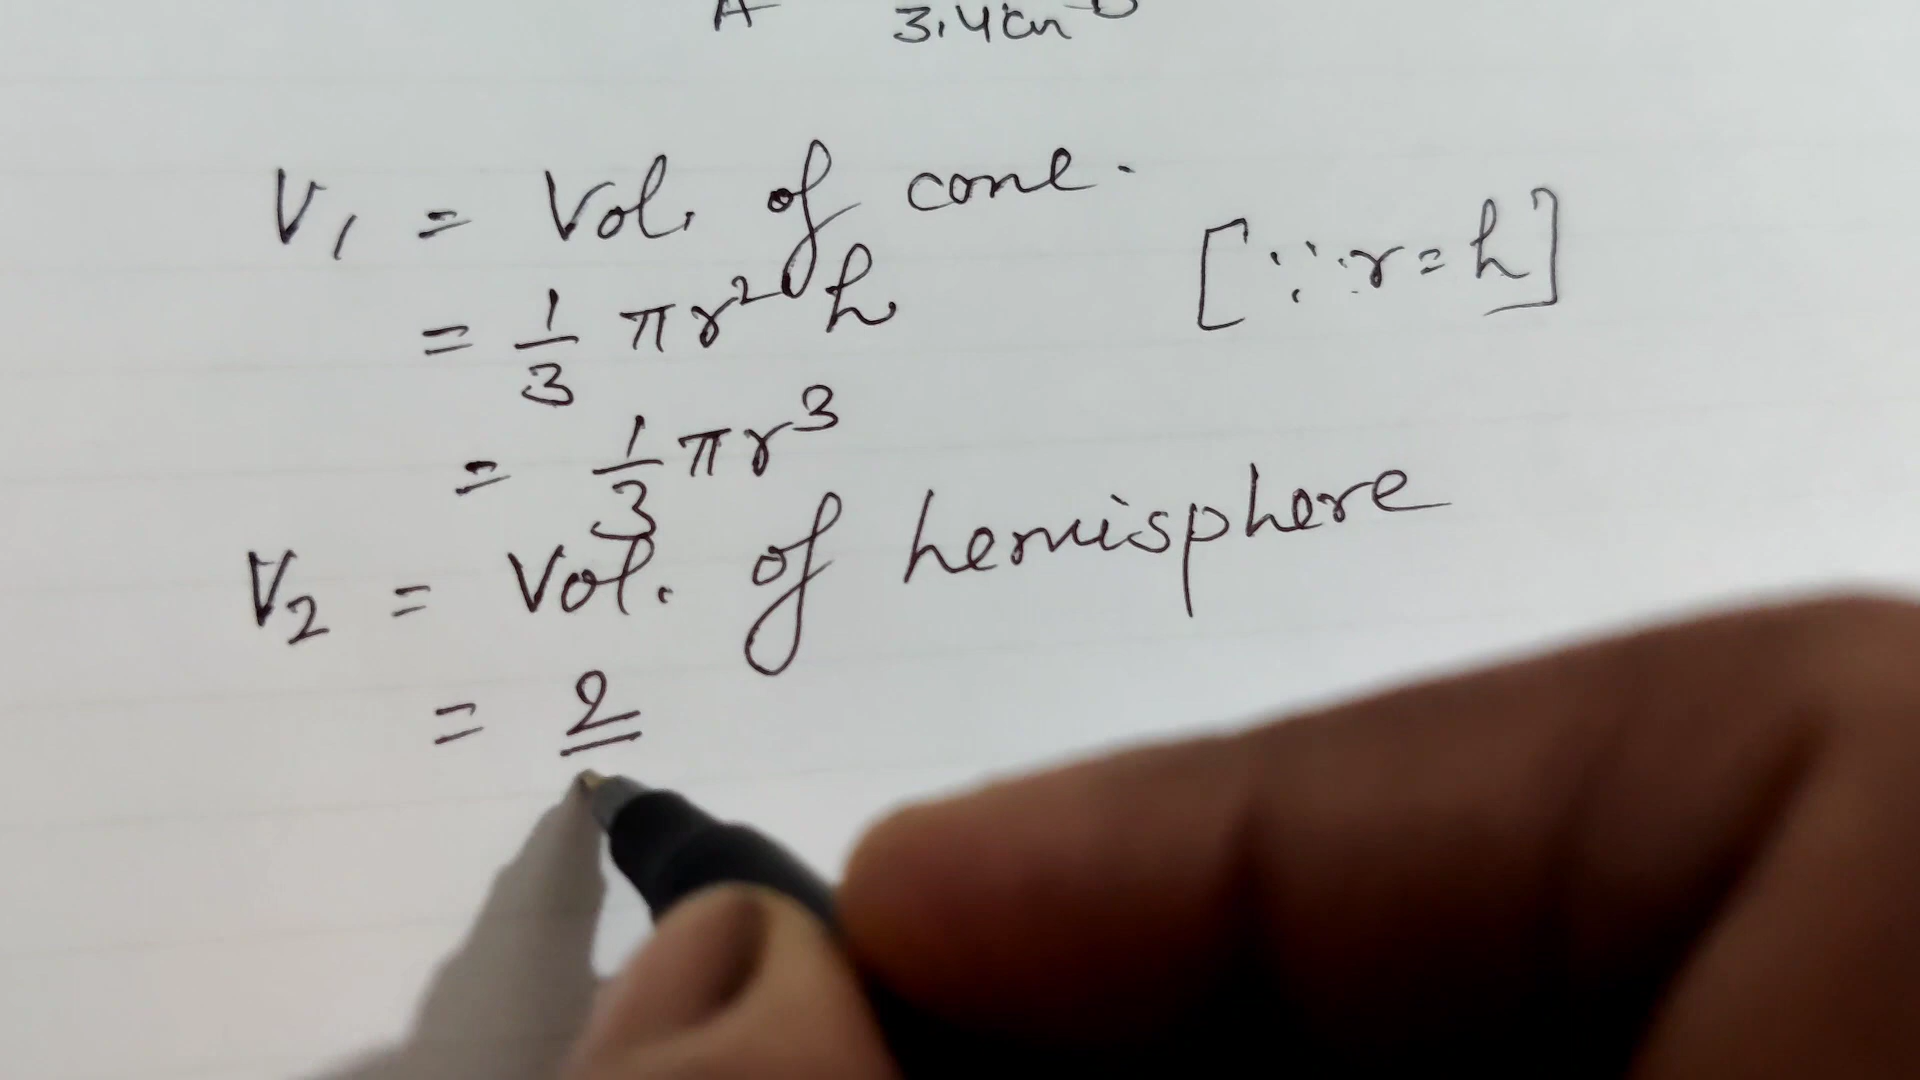 A 3.4cm B
V₁ = Vol. of cone.
= 1/3 πr²h [∵ r = h]
= 1/3 πr³
V₂ = Vol. of hemisphere
= 2